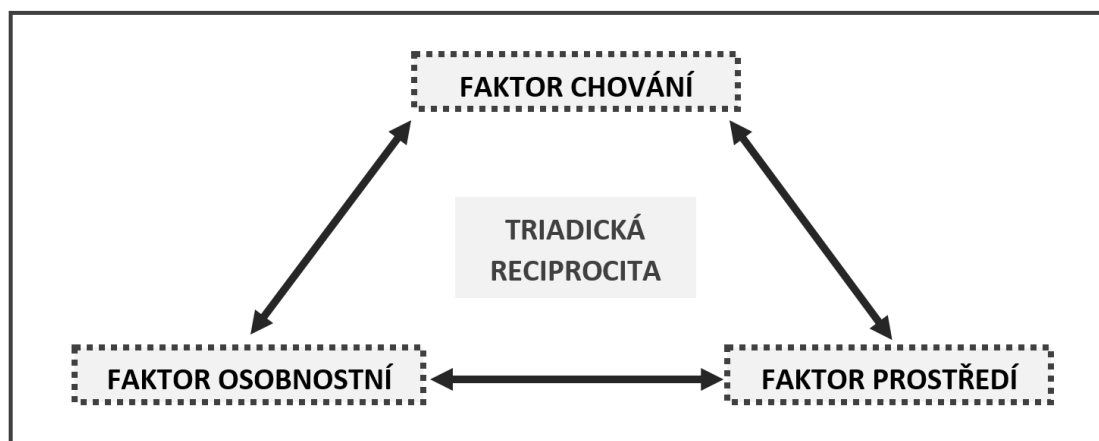 FAKTOR CHOVÁNÍ
TRIADICKÁ
RECIPROCITA
FAKTOR OSOBNOSTNÍ
FAKTOR PROSTŘEDÍ